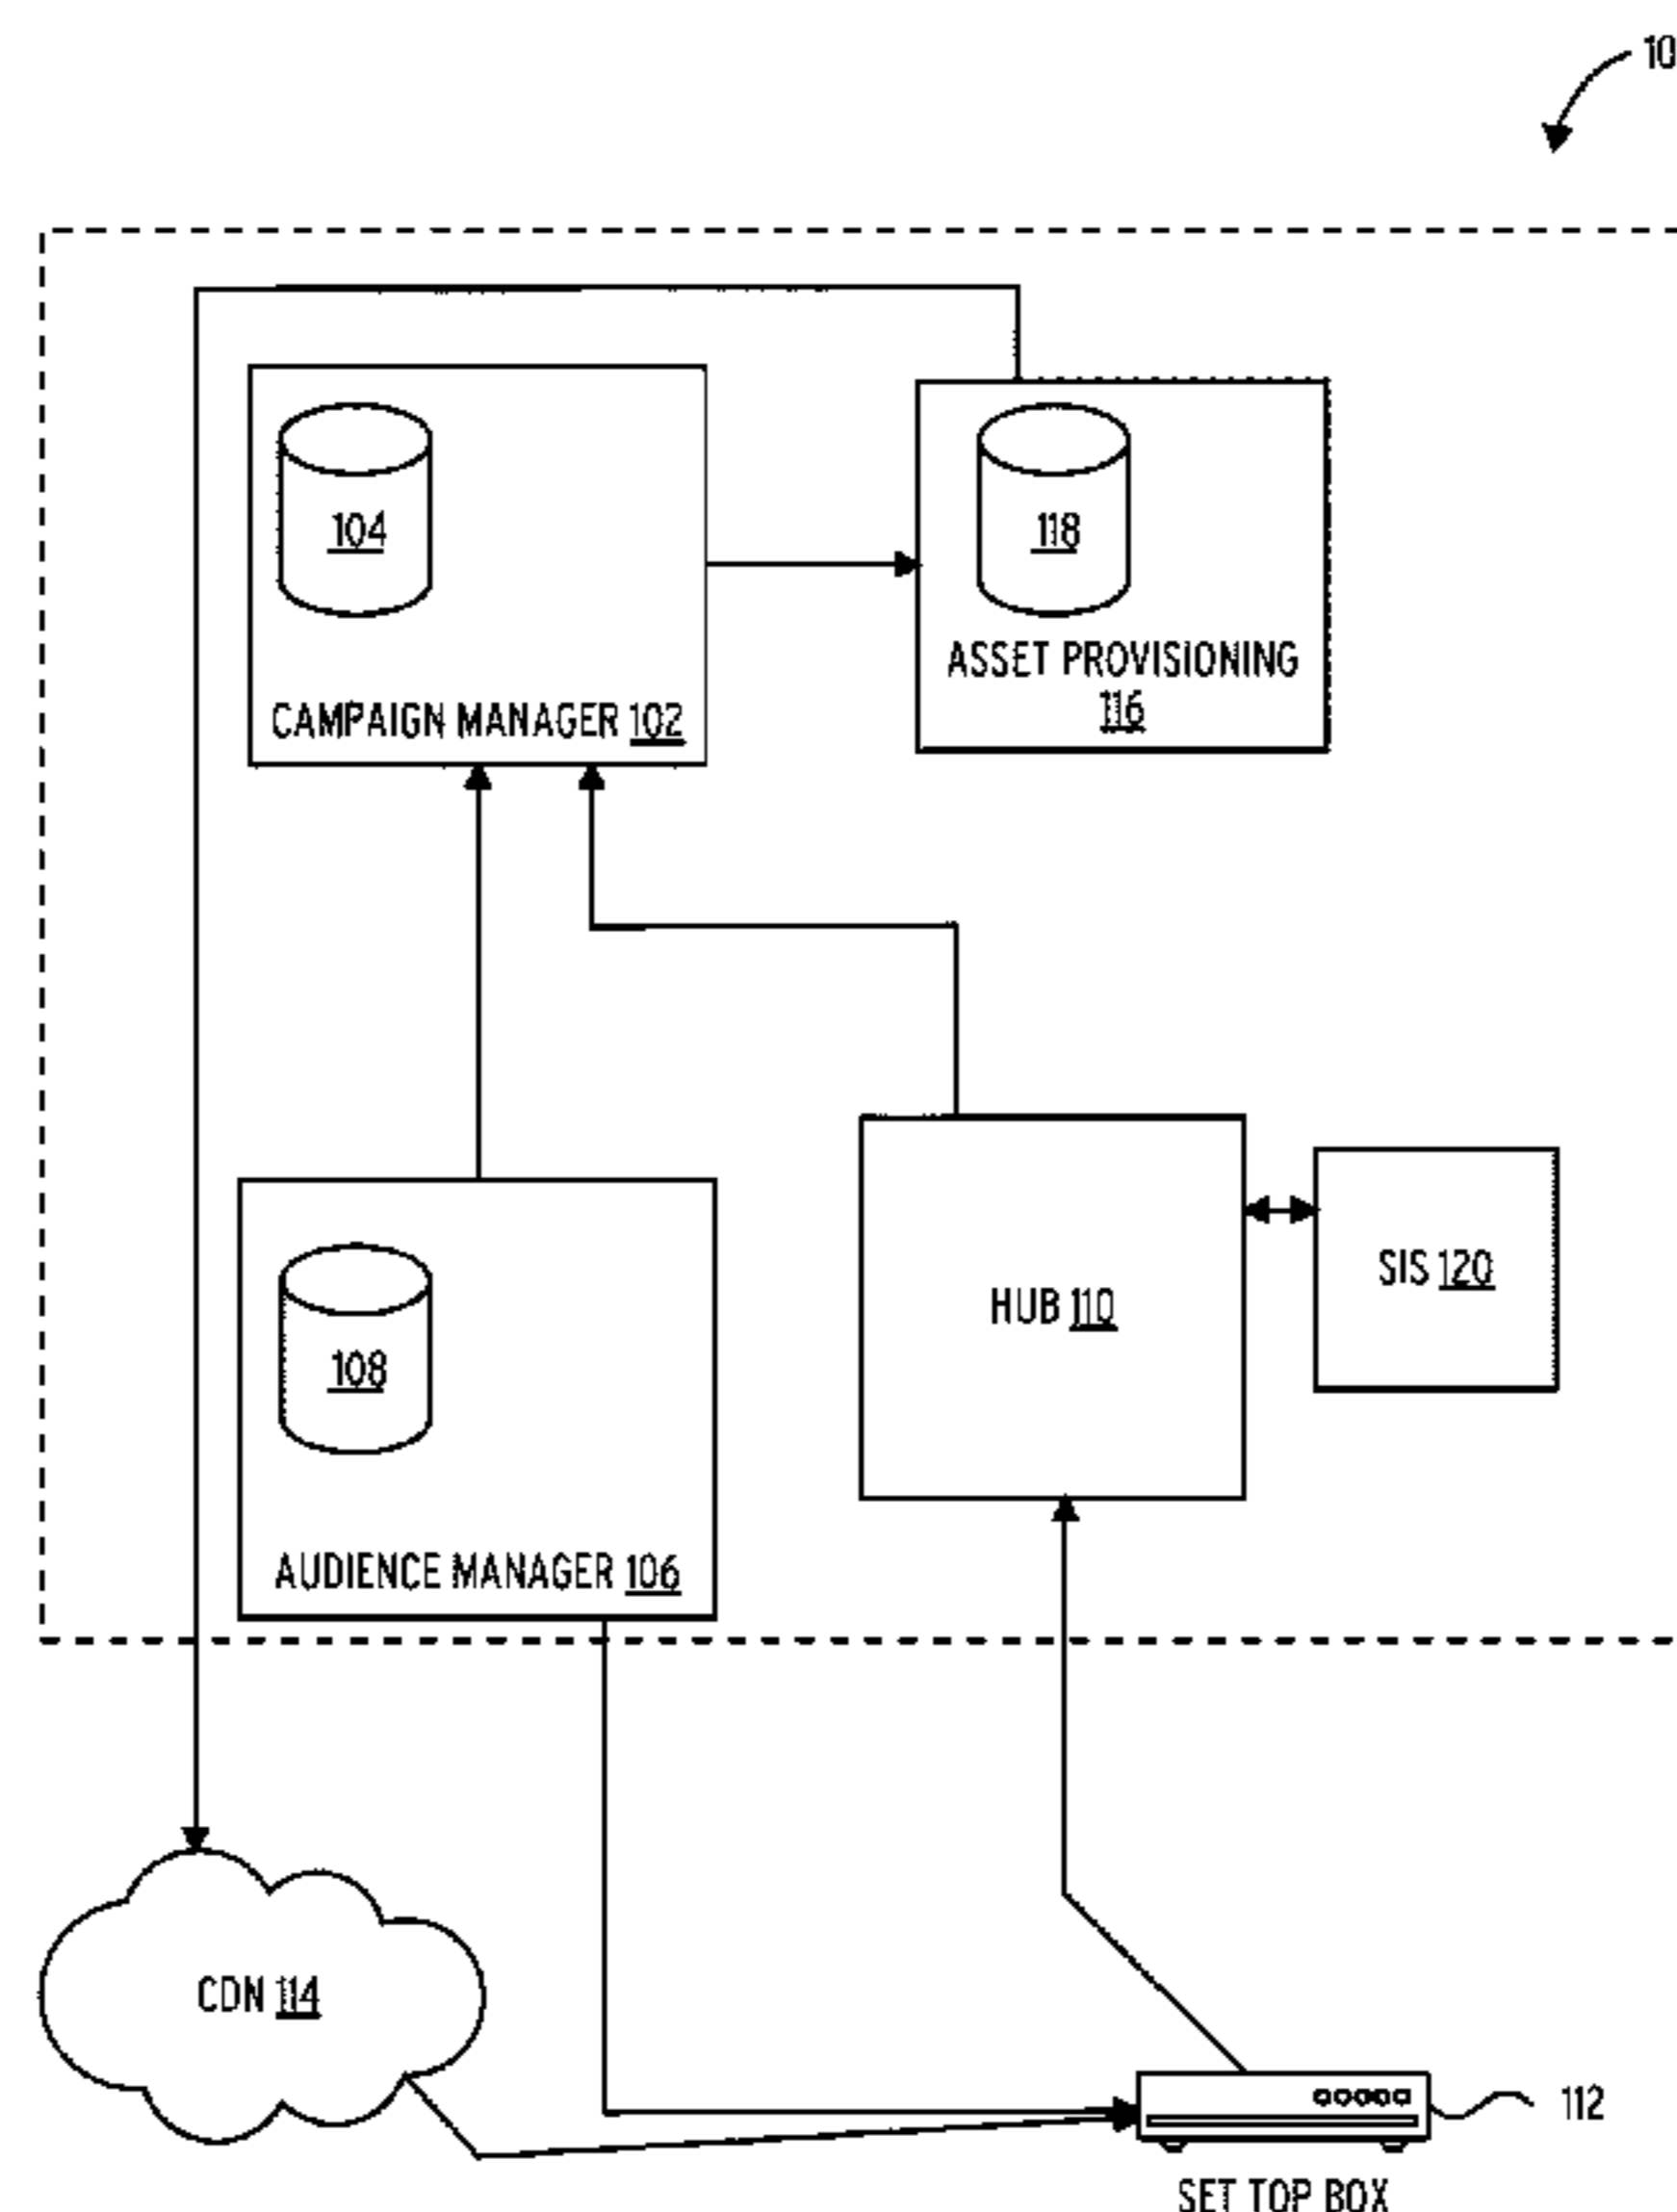 10
104
CAMPAIGN MANAGER 102
118
ASSET PROVISIONING
116
108
AUDIENCE MANAGER 106
HUB 110
SIS 120
CDN 114
112
SET TOP BOX